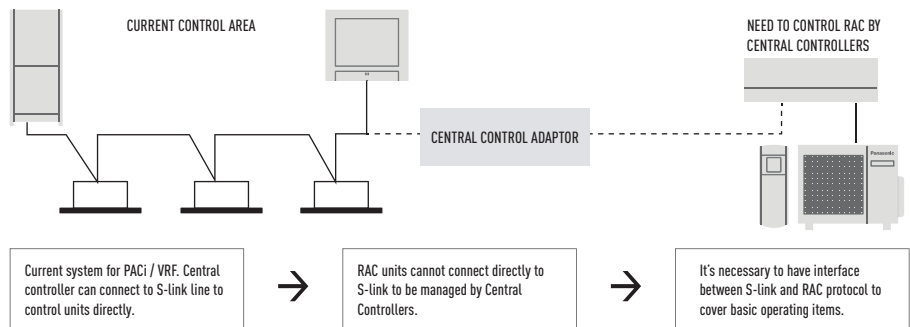 CURRENT CONTROL AREA
NEED TO CONTROL RAC BY
CENTRAL CONTROLLERS
CENTRAL CONTROL ADAPTOR
Panasonic
Current system for PACi / VRF. Central
controller can connect to S-link line to
control units directly.
RAC units cannot connect directly to
S-link to be managed by Central
Controllers.
It's necessary to have interface
between S-link and RAC protocol to
cover basic operating items.